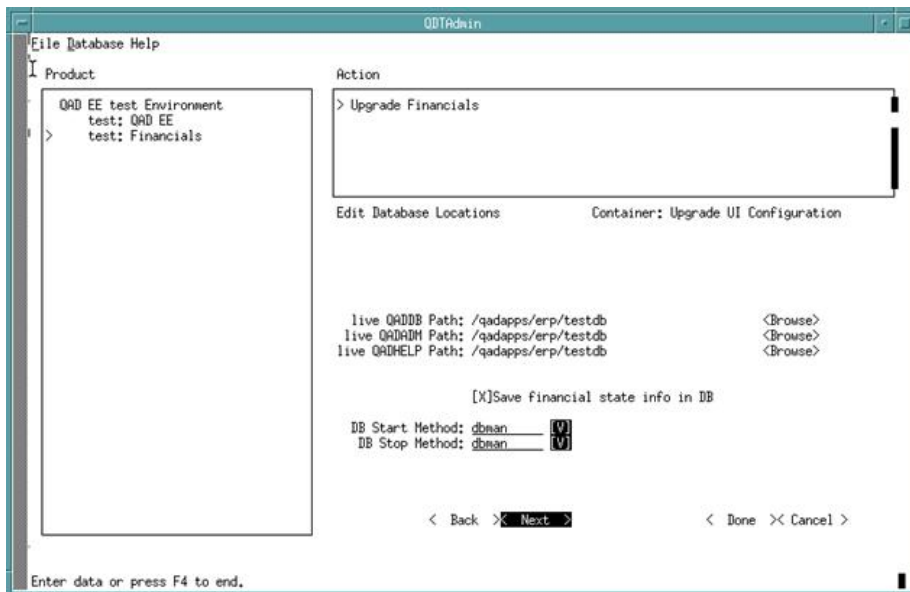 QDTAdmin
File Database Help
Product
Action
QAD EE test Environment
test: QAD EE
> test: Financials
> Upgrade Financials
Edit Database Locations Container: Upgrade UI Configuration
live QADDB Path: /qadapps/erp/testdb <Browse>
live QADADM Path: /qadapps/erp/testdb <Browse>
live QADHELP Path: /qadapps/erp/testdb <Browse>
[X]Save financial state info in DB
DB Start Method: dbman [V]
DB Stop Method: dbman [V]
< Back >< Next > < Done >< Cancel >
Enter data or press F4 to end.